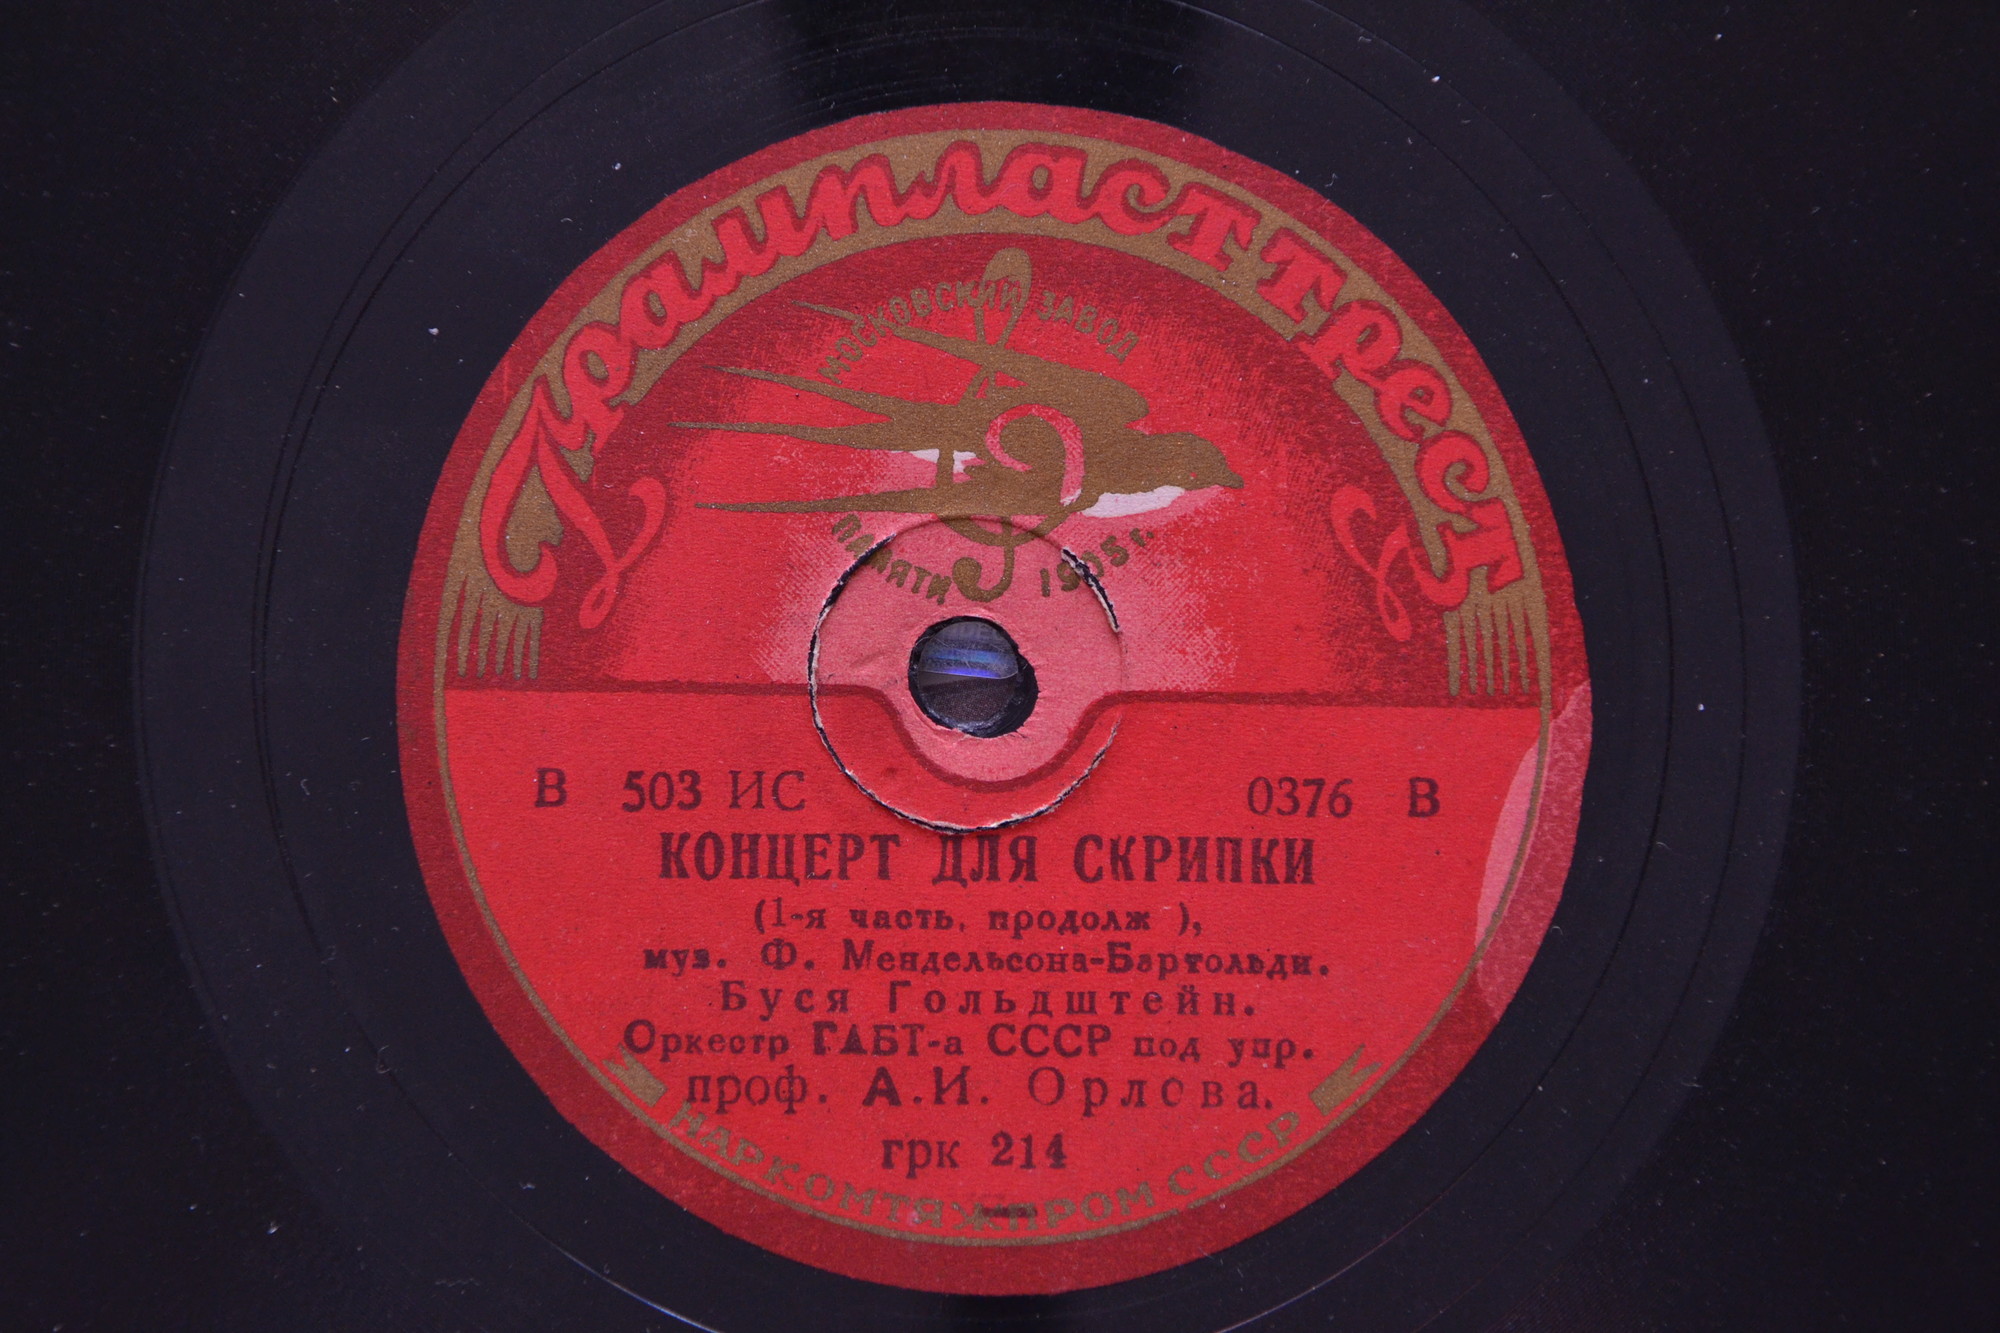 Грампласттрест
МОСКОВСКИЙ ЗАВОД
ПАМЯТИ 1905 г.
В 503 ИС 0376 В
КОНЦЕРТ ДЛЯ СКРИПКИ
(1-я часть, продолж ),
муз. Ф. Мендельсона-Бартольди.
Буся Гольдштейн.
Оркестр ГАБТ-а СССР под упр.
проф. А.И. Орлова.
грк 214
НАРКОМТЯЖПРОМ СССР